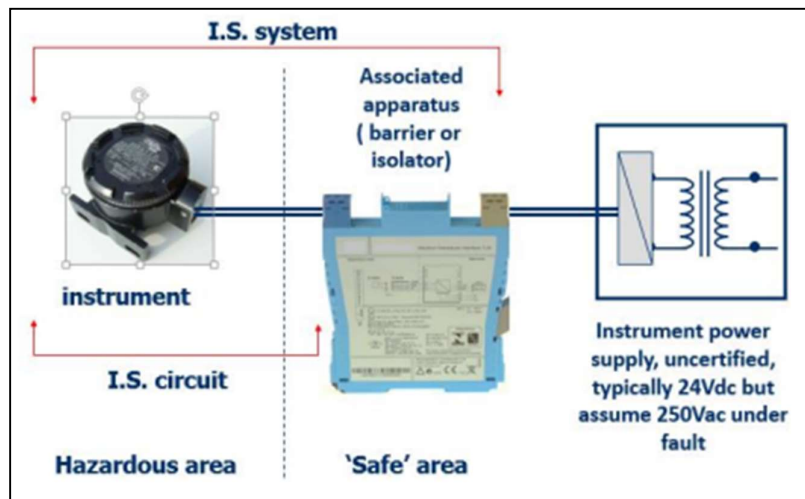 I.S. system
Associated
apparatus
( barrier or
isolator)
instrument
I.S. circuit
Instrument power
supply, uncertified,
typically 24Vdc but
assume 250Vac under
fault
Hazardous area
‘Safe’ area